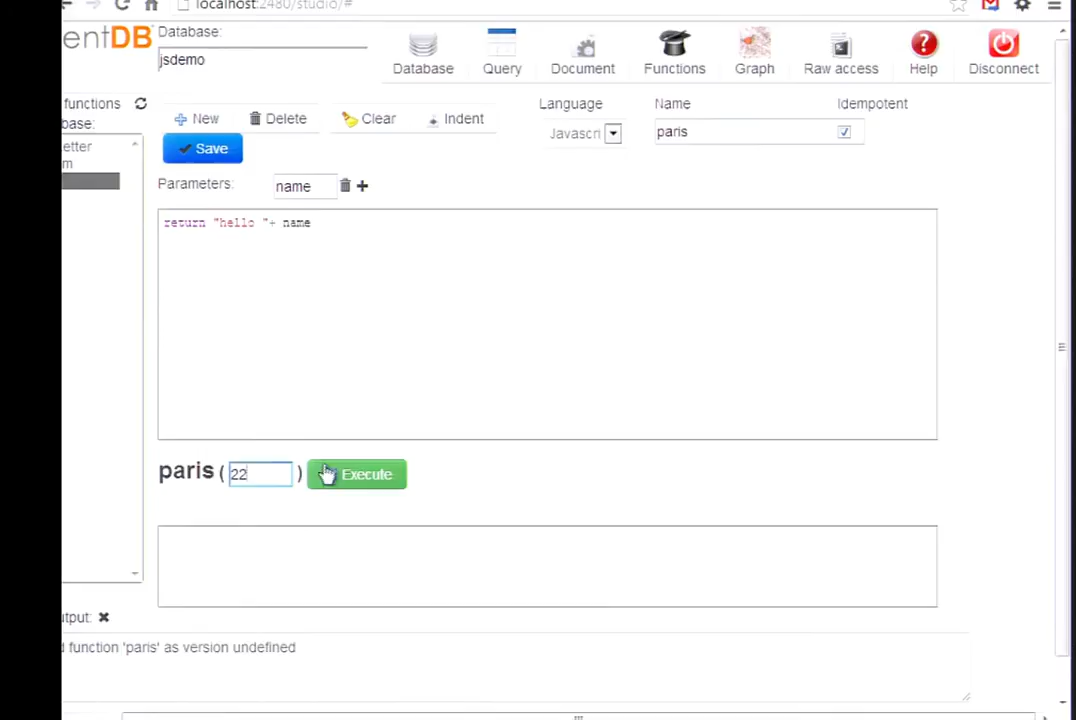 localhost:2480/studio/#
entDB
Database:
jsdemo
Database
Query
Document
Functions
Graph
Raw access
Help
Disconnect
functions
base:
etter
m
New
Delete
Clear
Indent
Language
Javascri
Name
paris
Idempotent
Save
Parameters:
name
return "hello "+ name
paris ( 22 ) Execute
utput:
d function 'paris' as version undefined